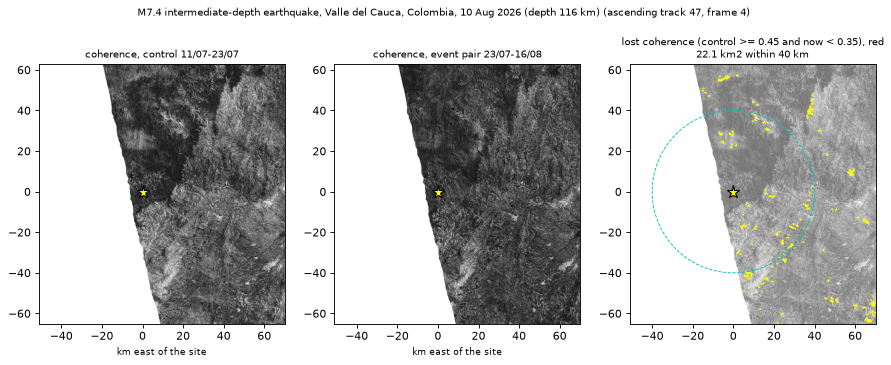 M7.4 intermediate-depth earthquake, Valle del Cauca, Colombia, 10 Aug 2026 (depth 116 km) (ascending track 47, frame 4)
coherence, control 11/07-23/07
coherence, event pair 23/07-16/08
lost coherence (control >= 0.45 and now < 0.35), red
22.1 km2 within 40 km
60
40
20
0
−20
−40
−60
−40 −20 0 20 40 60
km east of the site
60
40
20
0
−20
−40
−60
−40 −20 0 20 40 60
km east of the site
60
40
20
0
−20
−40
−60
−40 −20 0 20 40 60